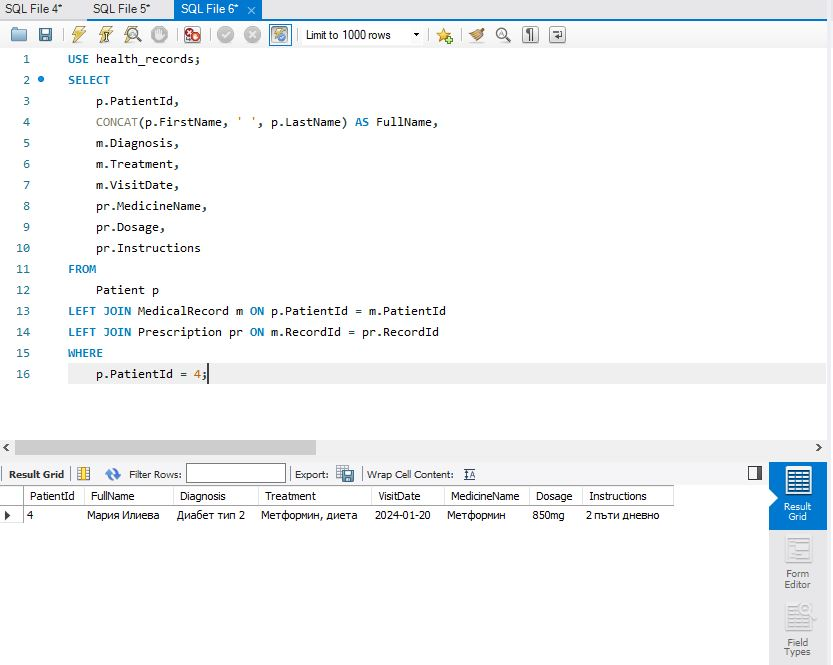 SQL File 4* SQL File 5* SQL File 6* ×
Limit to 1000 rows
1 USE health_records;
2 SELECT
3 p.PatientId,
4 CONCAT(p.FirstName, ' ', p.LastName) AS FullName,
5 m.Diagnosis,
6 m.Treatment,
7 m.VisitDate,
8 pr.MedicineName,
9 pr.Dosage,
10 pr.Instructions
11 FROM
12 Patient p
13 LEFT JOIN MedicalRecord m ON p.PatientId = m.PatientId
14 LEFT JOIN Prescription pr ON m.RecordId = pr.RecordId
15 WHERE
16 p.PatientId = 4;
Result Grid Filter Rows: Export: Wrap Cell Content:
PatientId FullName Diagnosis Treatment VisitDate MedicineName Dosage Instructions
4 Мария Илиева Диабет тип 2 Метформин, диета 2024-01-20 Метформин 850mg 2 пъти дневно
Result
Grid
Form
Editor
Field
Types